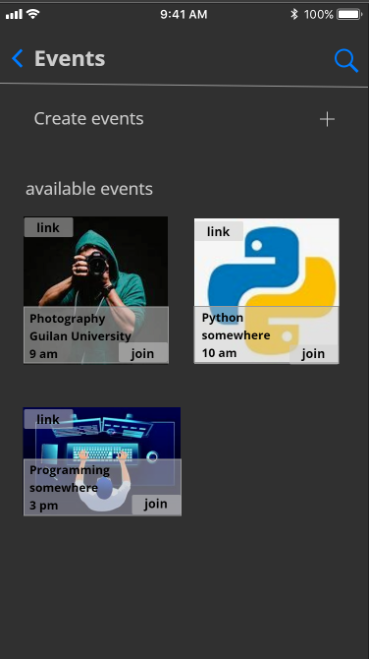 9:41 AM
100%
Events
Create events
available events
link
Photography
Guilan University
9 am
join
link
Python
somewhere
10 am
join
link
Programming
somewhere
3 pm
join